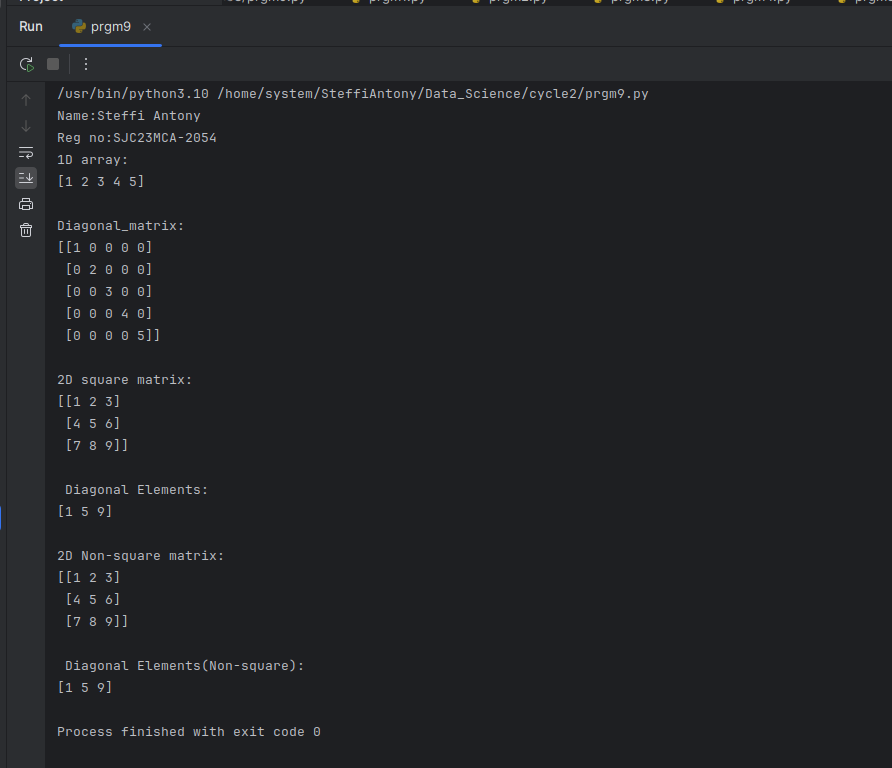 Run
prgm9
/usr/bin/python3.10 /home/system/SteffiAntony/Data_Science/cycle2/prgm9.py
Name:Steffi Antony
Reg no:SJC23MCA-2054
1D array:
[1 2 3 4 5]
Diagonal_matrix:
[[1 0 0 0 0]
 [0 2 0 0 0]
 [0 0 3 0 0]
 [0 0 0 4 0]
 [0 0 0 0 5]]
2D square matrix:
[[1 2 3]
 [4 5 6]
 [7 8 9]]
 Diagonal Elements:
[1 5 9]
2D Non-square matrix:
[[1 2 3]
 [4 5 6]
 [7 8 9]]
 Diagonal Elements(Non-square):
[1 5 9]
Process finished with exit code 0